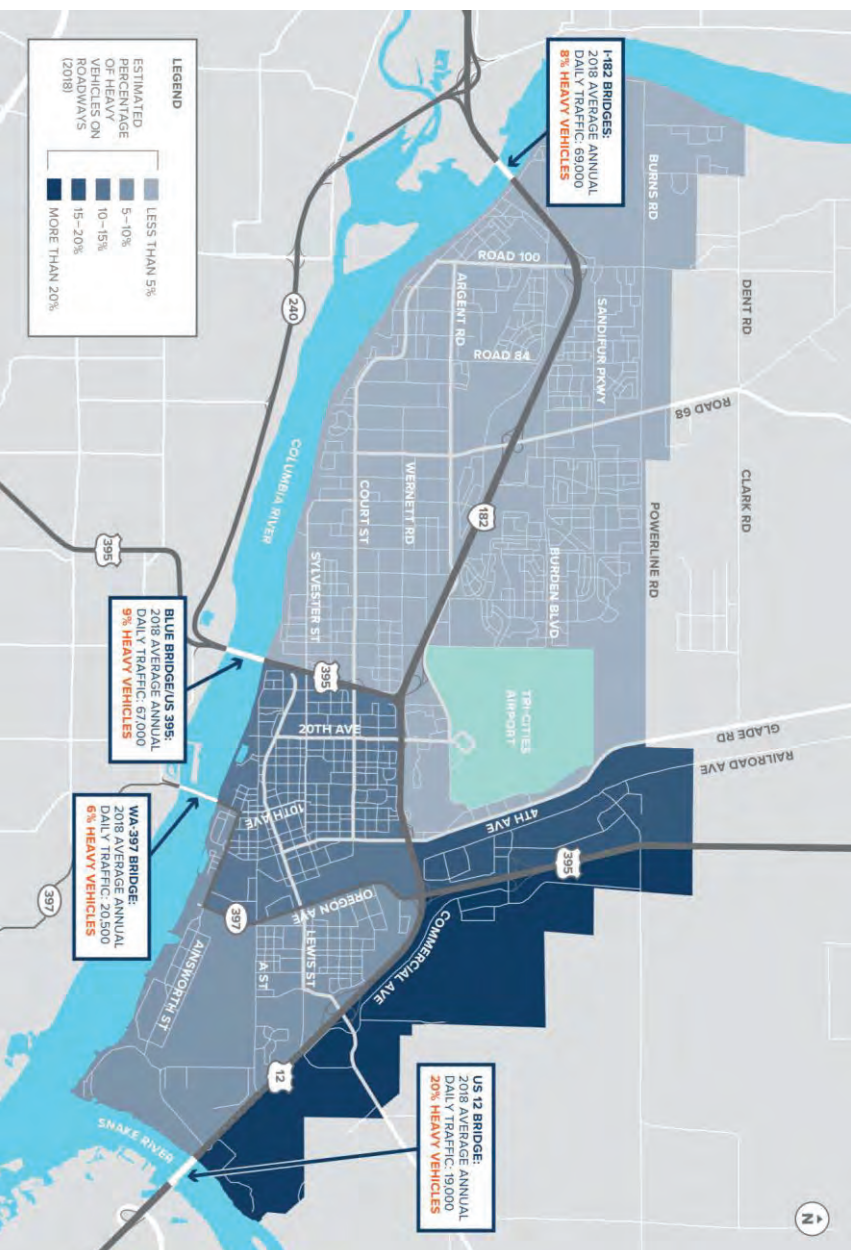 I-182 BRIDGES:
2018 AVERAGE ANNUAL
DAILY TRAFFIC: 69,000
8% HEAVY VEHICLES
BURNS RD
DENT RD
ROAD 100
SANDIFUR PKWY
ARGENT RD
ROAD 84
ROAD 68
CLARK RD
POWERLINE RD
WERNETT RD
COURT ST
182
BURDEN BLVD
SYLVESTER ST
COLUMBIA RIVER
240
395
395
TRI-CITIES
AIRPORT
GLADE RD
RAILROAD AVE
20TH AVE
4TH AVE
10TH AVE
395
BLUE BRIDGE/US 395:
2018 AVERAGE ANNUAL
DAILY TRAFFIC: 67,000
9% HEAVY VEHICLES
WA-397 BRIDGE:
2018 AVERAGE ANNUAL
DAILY TRAFFIC: 20,500
6% HEAVY VEHICLES
397
397
OREGON AVE
COMMERCIAL AVE
LEWIS ST
A ST
AINSWORTH ST
12
SNAKE RIVER
US 12 BRIDGE:
2018 AVERAGE ANNUAL
DAILY TRAFFIC: 19,000
20% HEAVY VEHICLES
LEGEND
ESTIMATED
PERCENTAGE
OF HEAVY
VEHICLES ON
ROADWAYS
(2018)
LESS THAN 5%
5–10%
10–15%
15–20%
MORE THAN 20%
N